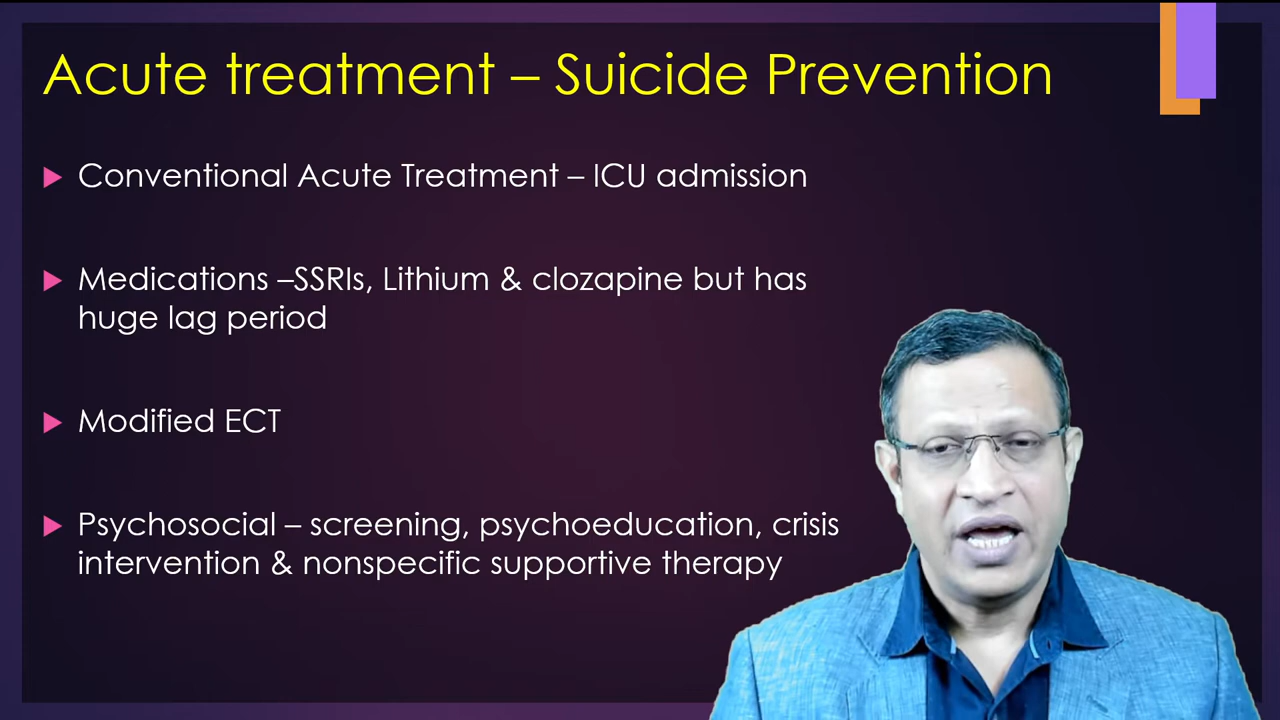 Acute treatment – Suicide Prevention
Conventional Acute Treatment – ICU admission
Medications –SSRIs, Lithium & clozapine but has
huge lag period
Modified ECT
Psychosocial – screening, psychoeducation, crisis
intervention & nonspecific supportive therapy